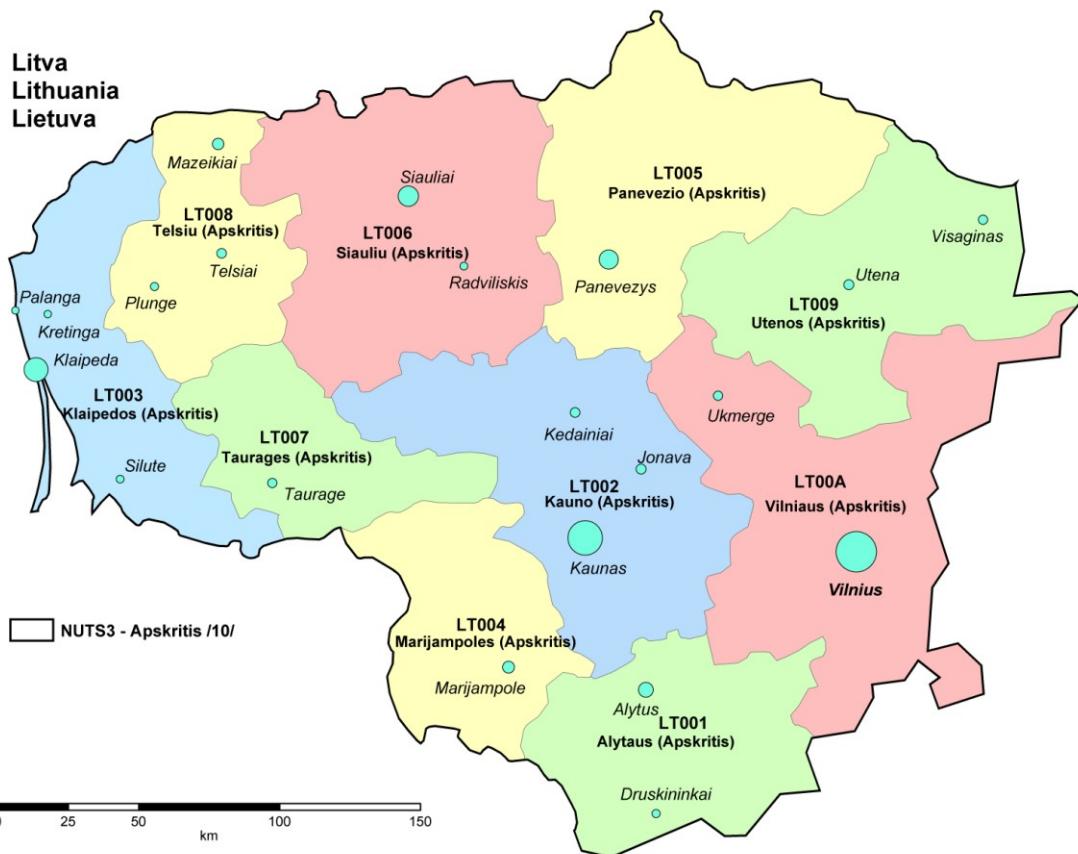 Litva
Lithuania
Lietuva
Mazeikiai
Siauliai
LT005
Panevezio (Apskritis)
LT008
Telsiu (Apskritis)
LT006
Siauliu (Apskritis)
Visaginas
Telsiai
Radviliskis
Plunge
Panevezys
Utena
Palanga
Kretinga
LT009
Utenos (Apskritis)
Klaipeda
LT003
Klaipedos (Apskritis)
Ukmerge
LT007
Taurages (Apskritis)
Kedainiai
Jonava
Silute
Taurage
LT002
Kauno (Apskritis)
LT00A
Vilniaus (Apskritis)
Kaunas
Vilnius
NUTS3 - Apskritis /10/
LT004
Marijampoles (Apskritis)
Marijampole
Alytus
LT001
Alytaus (Apskritis)
Druskininkai
0 25 50 100 150
km